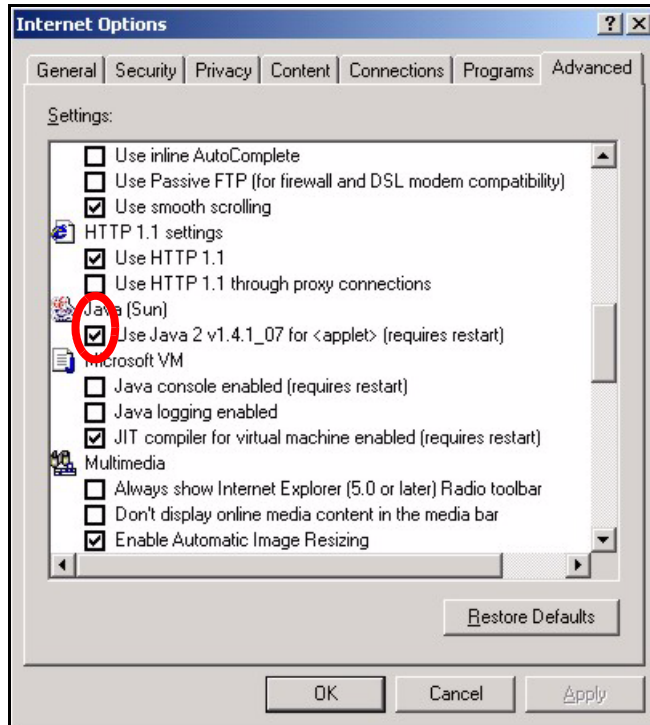 Internet Options
General Security Privacy Content Connections Programs Advanced
Settings:
Use inline AutoComplete
Use Passive FTP (for firewall and DSL modem compatibility)
Use smooth scrolling
HTTP 1.1 settings
Use HTTP 1.1
Use HTTP 1.1 through proxy connections
Java (Sun)
Use Java 2 v1.4.1_07 for <applet> (requires restart)
Microsoft VM
Java console enabled (requires restart)
Java logging enabled
JIT compiler for virtual machine enabled (requires restart)
Multimedia
Always show Internet Explorer (5.0 or later) Radio toolbar
Don't display online media content in the media bar
Enable Automatic Image Resizing
Restore Defaults
OK Cancel Apply